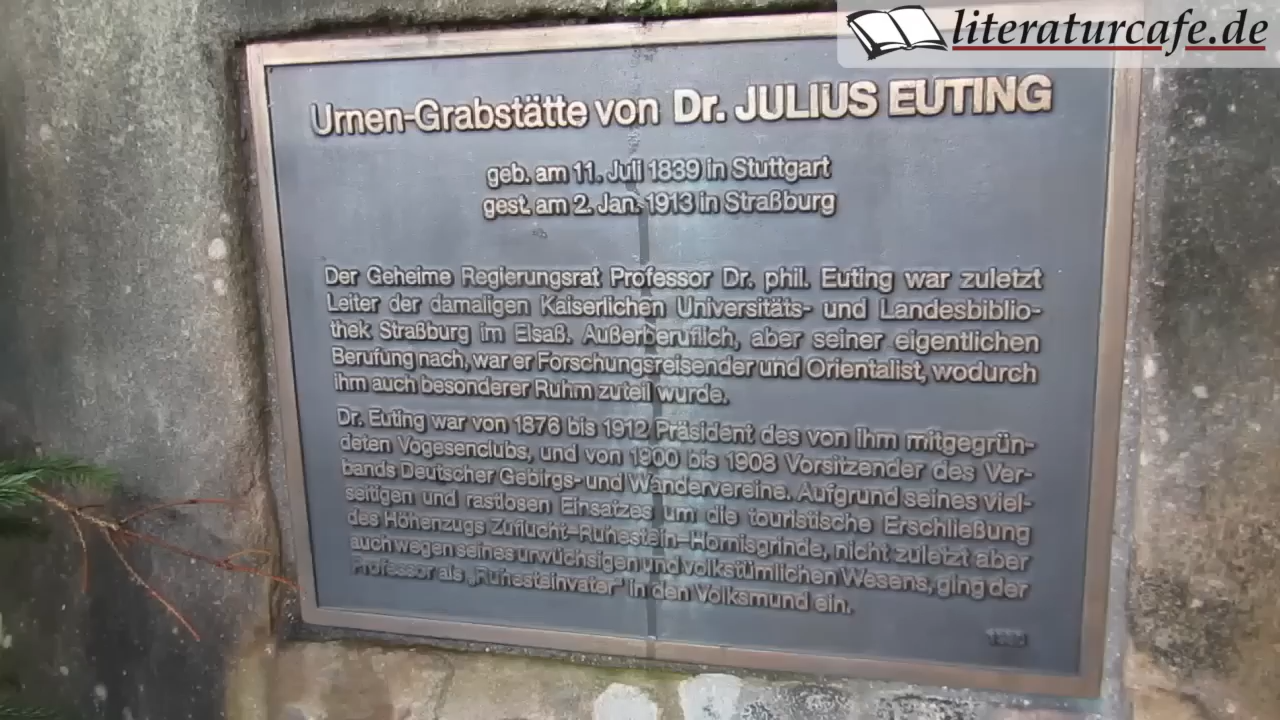 literaturcafe.de
Urnen-Grabstätte von Dr. JULIUS EUTING
geb. am 11. Juli 1839 in Stuttgart
gest. am 2. Jan. 1913 in Straßburg
Der Geheime Regierungsrat Professor Dr. phil. Euting war zuletzt
Leiter der damaligen Kaiserlichen Universitäts- und Landesbiblio-
thek Straßburg im Elsaß. Außerberuflich, aber seiner eigentlichen
Berufung nach, war er Forschungsreisender und Orientalist, wodurch
ihm auch besonderer Ruhm zuteil wurde.
Dr. Euting war von 1876 bis 1912 Präsident des von ihm mitgegrün-
deten Vogesenclubs, und von 1900 bis 1908 Vorsitzender des Ver-
bands Deutscher Gebirgs- und Wandervereine. Aufgrund seines viel-
seitigen und rastlosen Einsatzes um die touristische Erschließung
des Höhenzugs Zuflucht-Ruhestein-Hornisgrinde, nicht zuletzt aber
auch wegen seines urwüchsigen und volkstümlichen Wesens, ging der
Professor als „Ruhesteinvater" in den Volksmund ein.